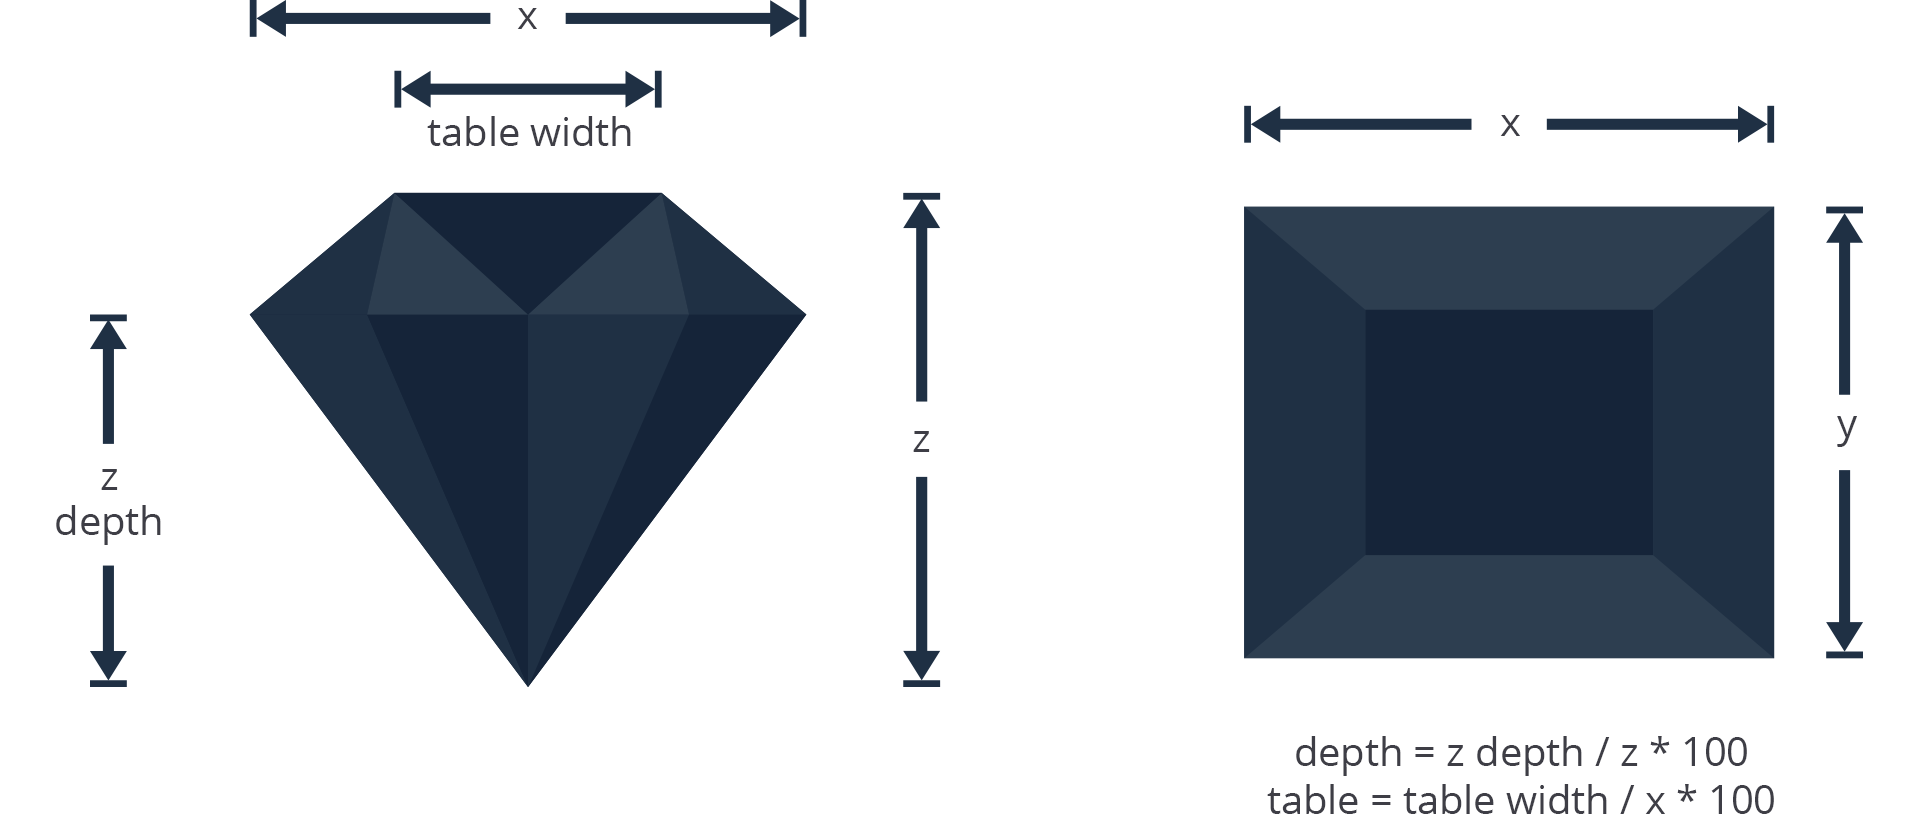 x
table width
x
z
depth
z
y
depth = z depth / z * 100
table = table width / x * 100